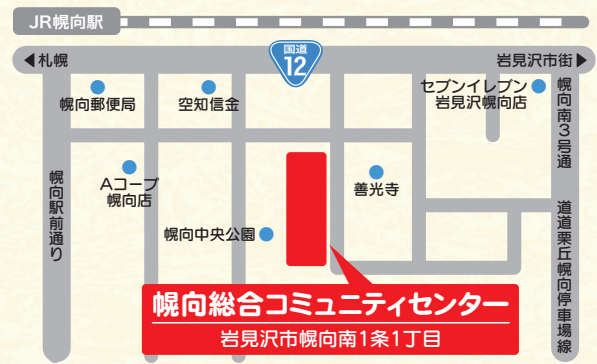 JR幌向駅
◀札幌
国道
12
岩見沢市街▶
幌向郵便局
空知信金
セブンイレブン
岩見沢幌向店
幌向南3号通
Aコープ
幌向店
善光寺
幌向駅前通り
幌向中央公園
道道栗丘幌向停車場線
幌向総合コミュニティセンター
岩見沢市幌向南1条1丁目